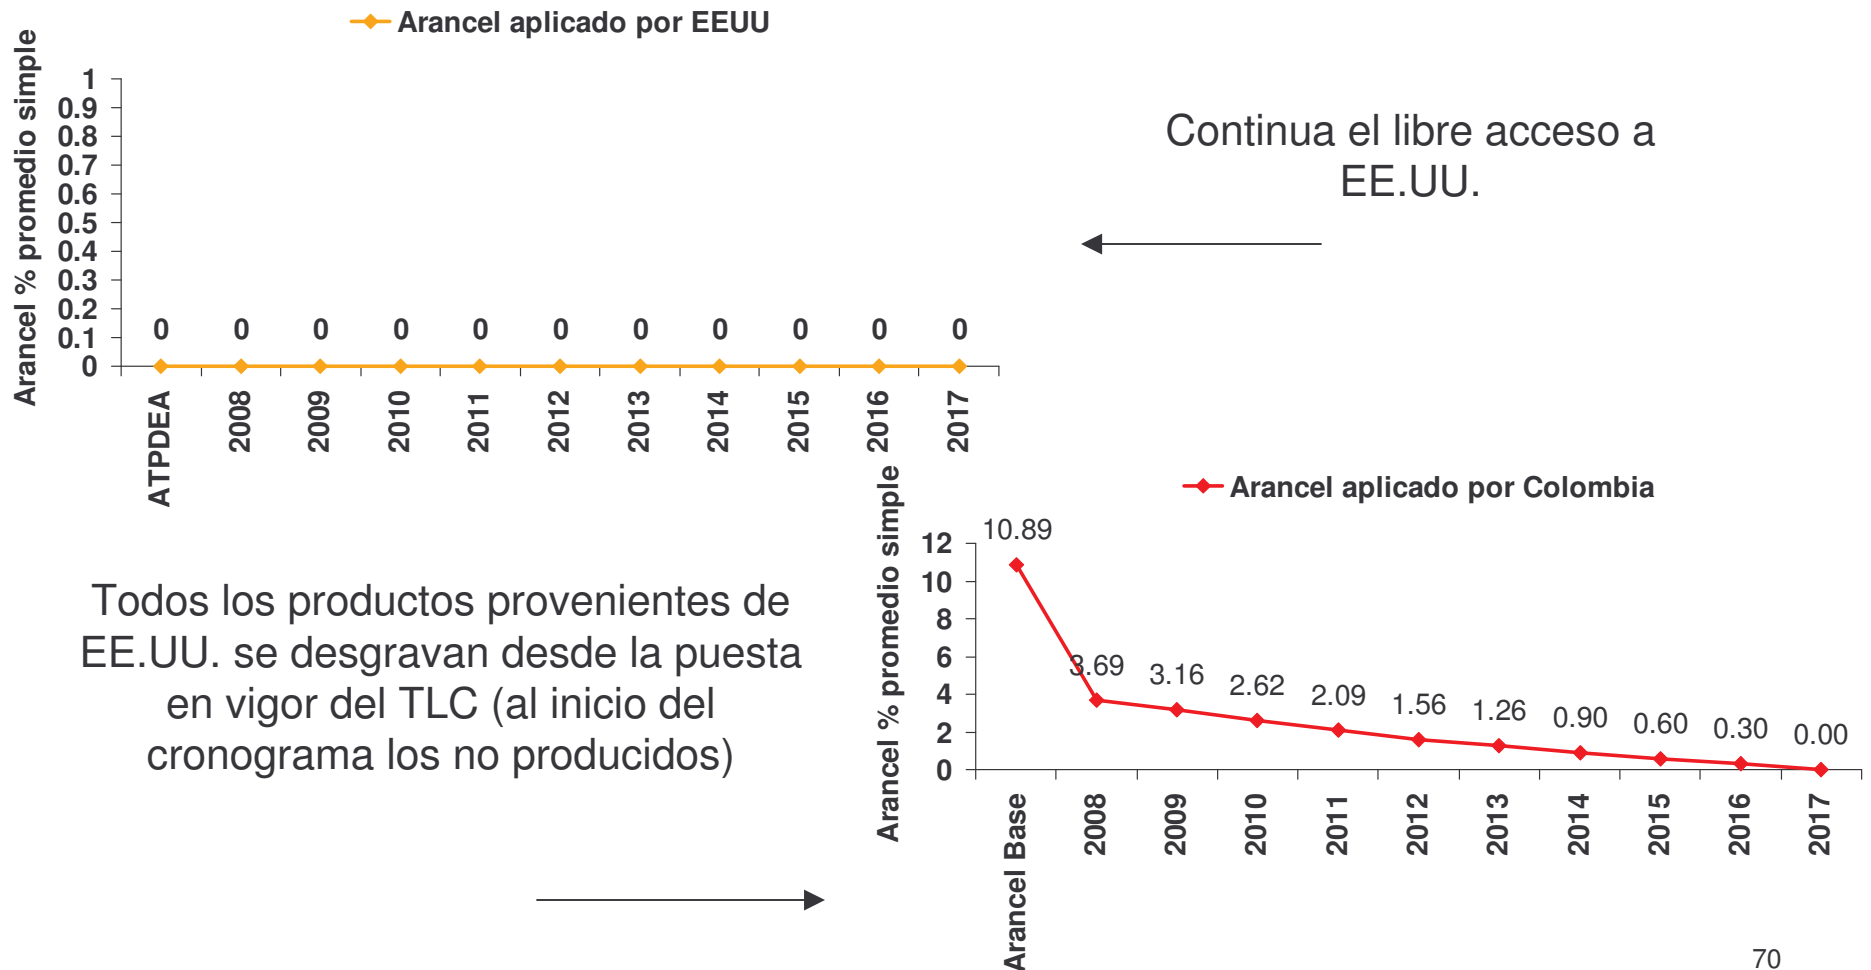 Arancel aplicado por EEUU
Arancel % promedio simple
1
0.9
0.8
0.7
0.6
0.5
0.4
0.3
0.2
0.1
0
0 0 0 0 0 0 0 0 0 0 0
ATPDEA 2008 2009 2010 2011 2012 2013 2014 2015 2016 2017
Continua el libre acceso a
EE.UU.
Todos los productos provenientes de
EE.UU. se desgravan desde la puesta
en vigor del TLC (al inicio del
cronograma los no producidos)
Arancel aplicado por Colombia
Arancel % promedio simple
12
10
8
6
4
2
0
10.89 3.69 3.16 2.62 2.09 1.56 1.26 0.90 0.60 0.30 0.00
Arancel Base 2008 2009 2010 2011 2012 2013 2014 2015 2016 2017
70